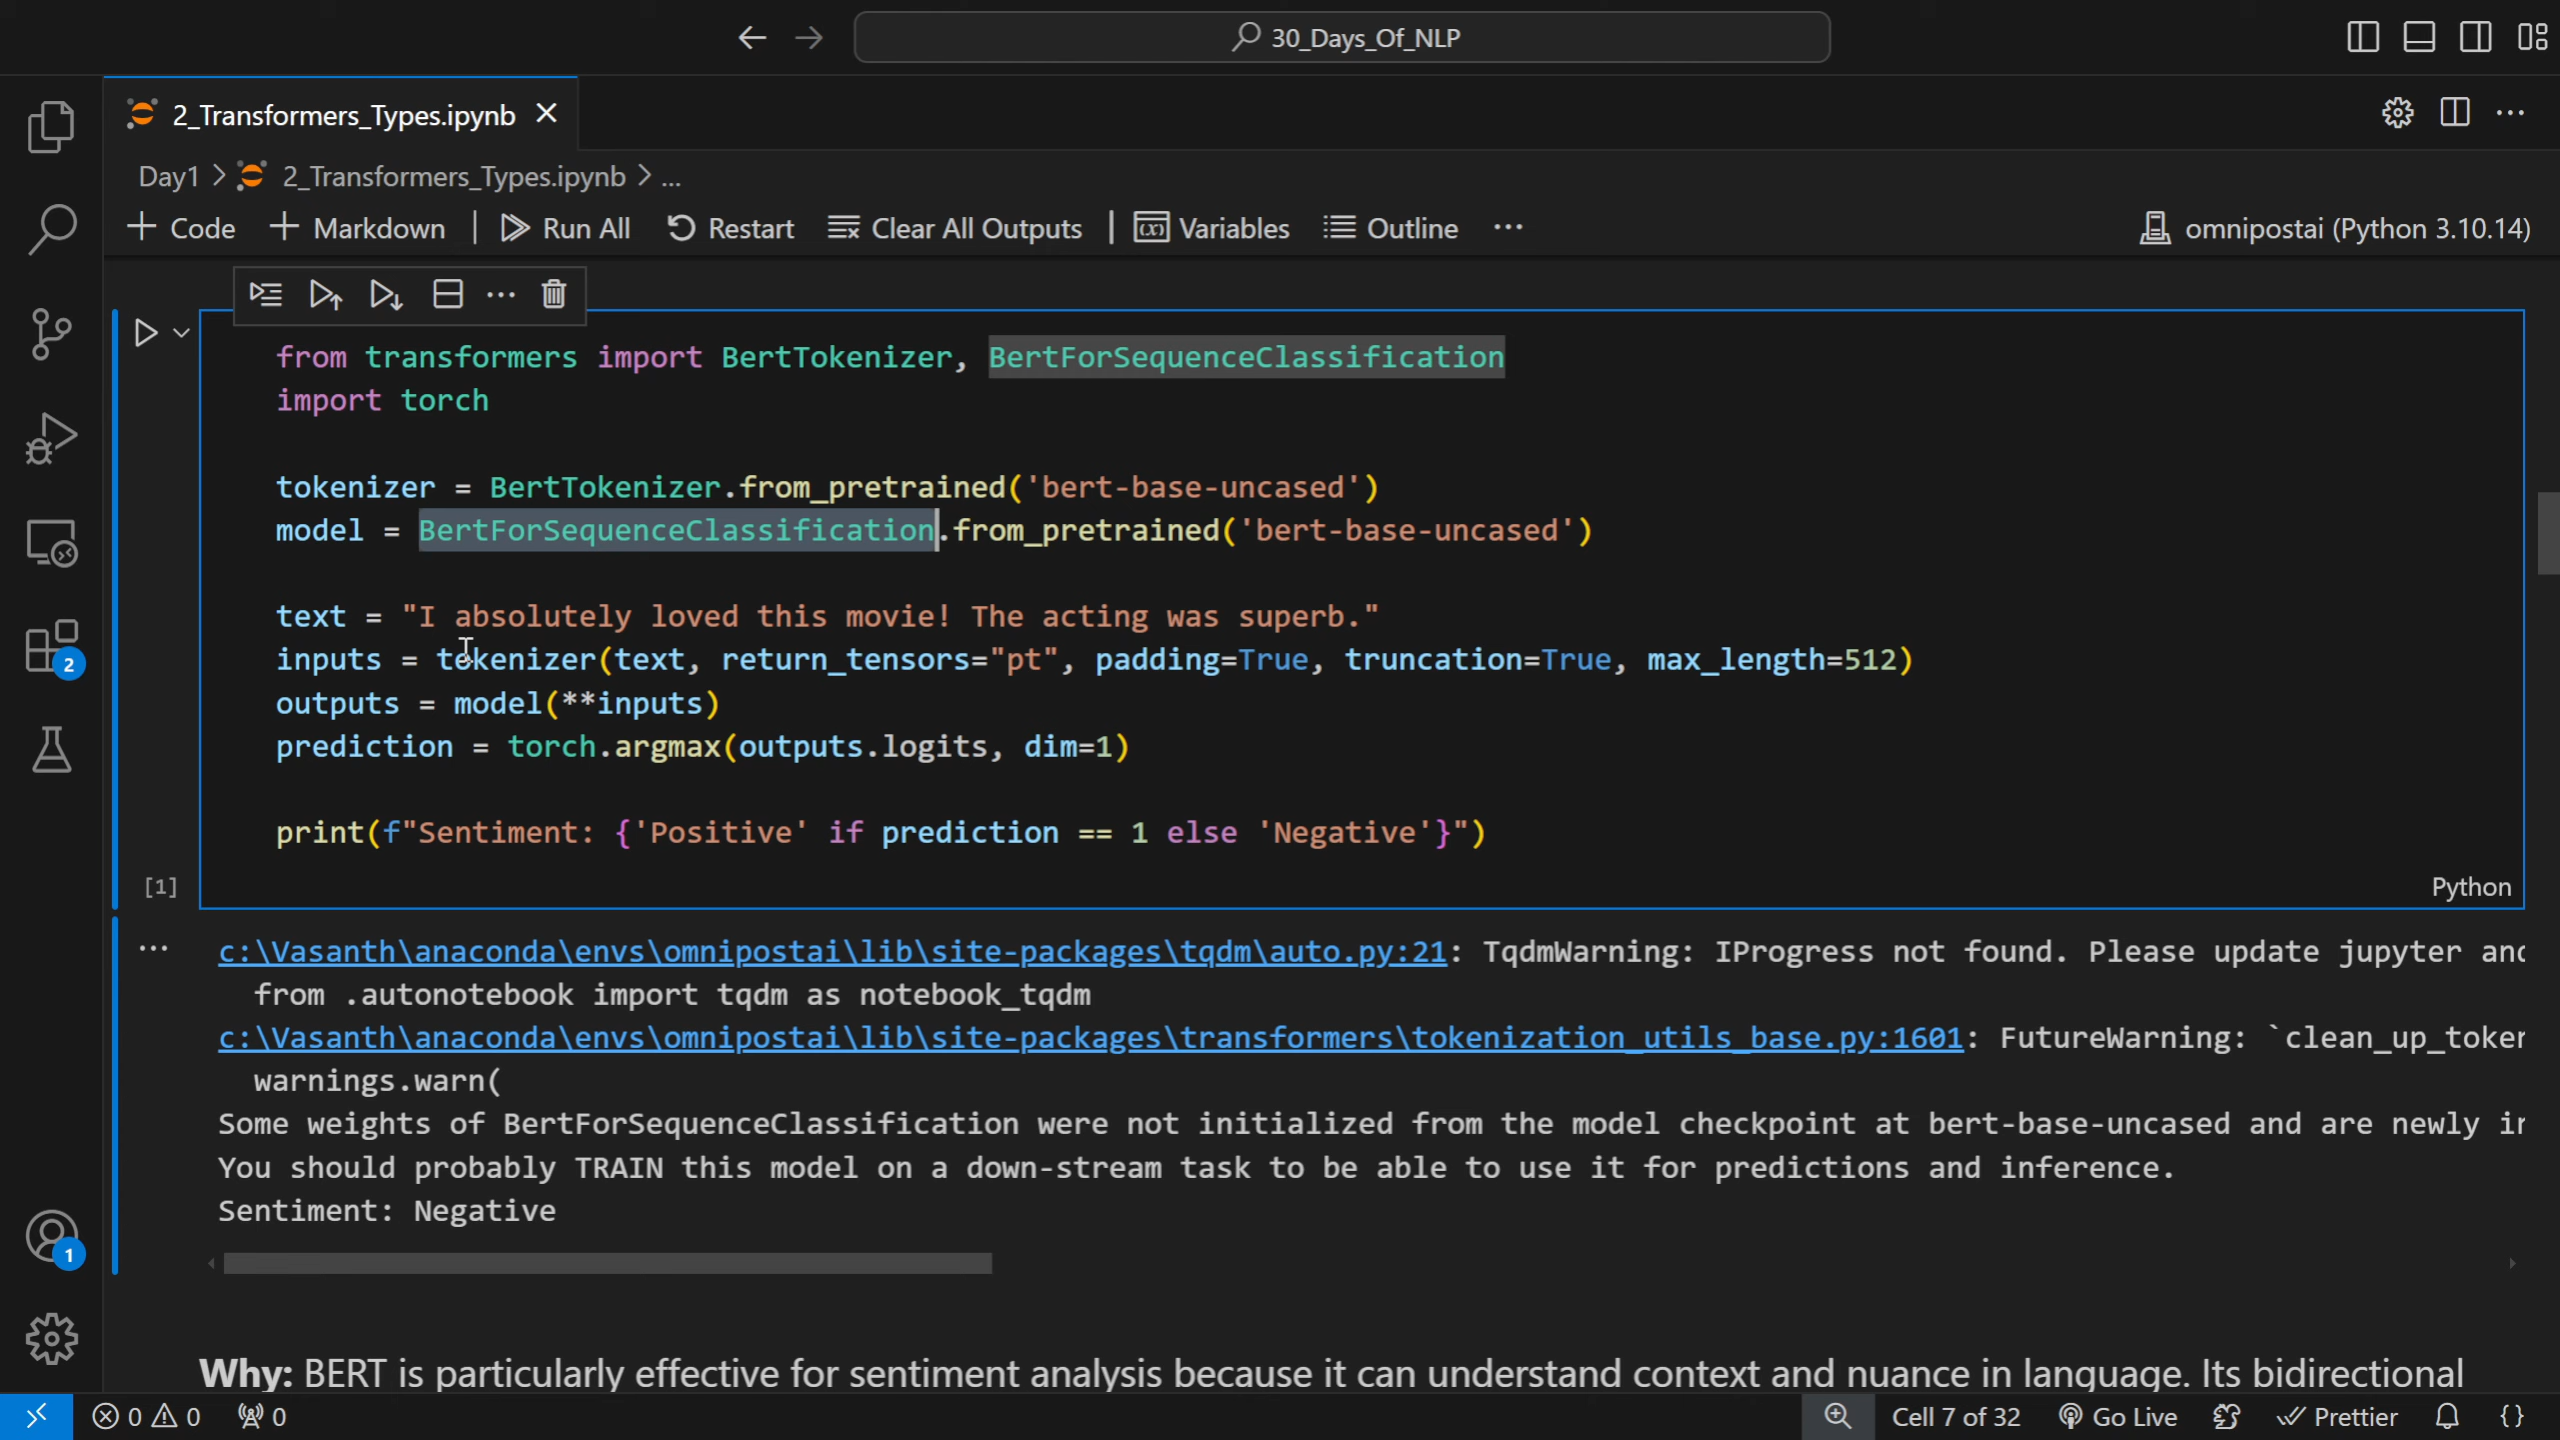 30_Days_Of_NLP
2_Transformers_Types.ipynb
Day1 > 2_Transformers_Types.ipynb > ...
+ Code + Markdown | Run All Restart Clear All Outputs | Variables Outline ... omnipostai (Python 3.10.14)
from transformers import BertTokenizer, BertForSequenceClassification
import torch
tokenizer = BertTokenizer.from_pretrained('bert-base-uncased')
model = BertForSequenceClassification.from_pretrained('bert-base-uncased')
text = "I absolutely loved this movie! The acting was superb."
inputs = tokenizer(text, return_tensors="pt", padding=True, truncation=True, max_length=512)
outputs = model(**inputs)
prediction = torch.argmax(outputs.logits, dim=1)
print(f"Sentiment: {'Positive' if prediction == 1 else 'Negative'}")
[1] Python
c:\Vasanth\anaconda\envs\omnipostai\lib\site-packages\tqdm\auto.py:21: TqdmWarning: IProgress not found. Please update jupyter and
from .autonotebook import tqdm as notebook_tqdm
c:\Vasanth\anaconda\envs\omnipostai\lib\site-packages\transformers\tokenization_utils_base.py:1601: FutureWarning: `clean_up_token
warnings.warn(
Some weights of BertForSequenceClassification were not initialized from the model checkpoint at bert-base-uncased and are newly in
You should probably TRAIN this model on a down-stream task to be able to use it for predictions and inference.
Sentiment: Negative
Why: BERT is particularly effective for sentiment analysis because it can understand context and nuance in language. Its bidirectional
2
1
0 0 0 Cell 7 of 32 Go Live Prettier {}